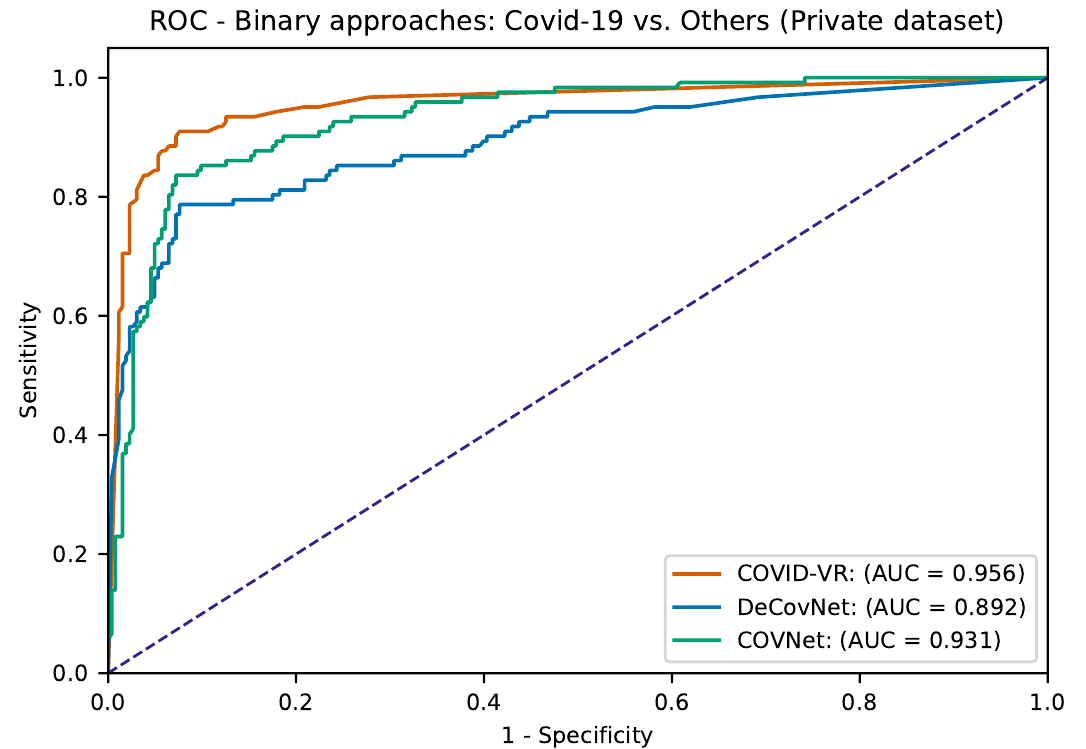 ROC - Binary approaches: Covid-19 vs. Others (Private dataset)
Sensitivity
1.0
0.8
0.6
0.4
0.2
0.0
COVID-VR: (AUC = 0.956)
DeCovNet: (AUC = 0.892)
COVNet: (AUC = 0.931)
0.0 0.2 0.4 0.6 0.8 1.0
1 - Specificity